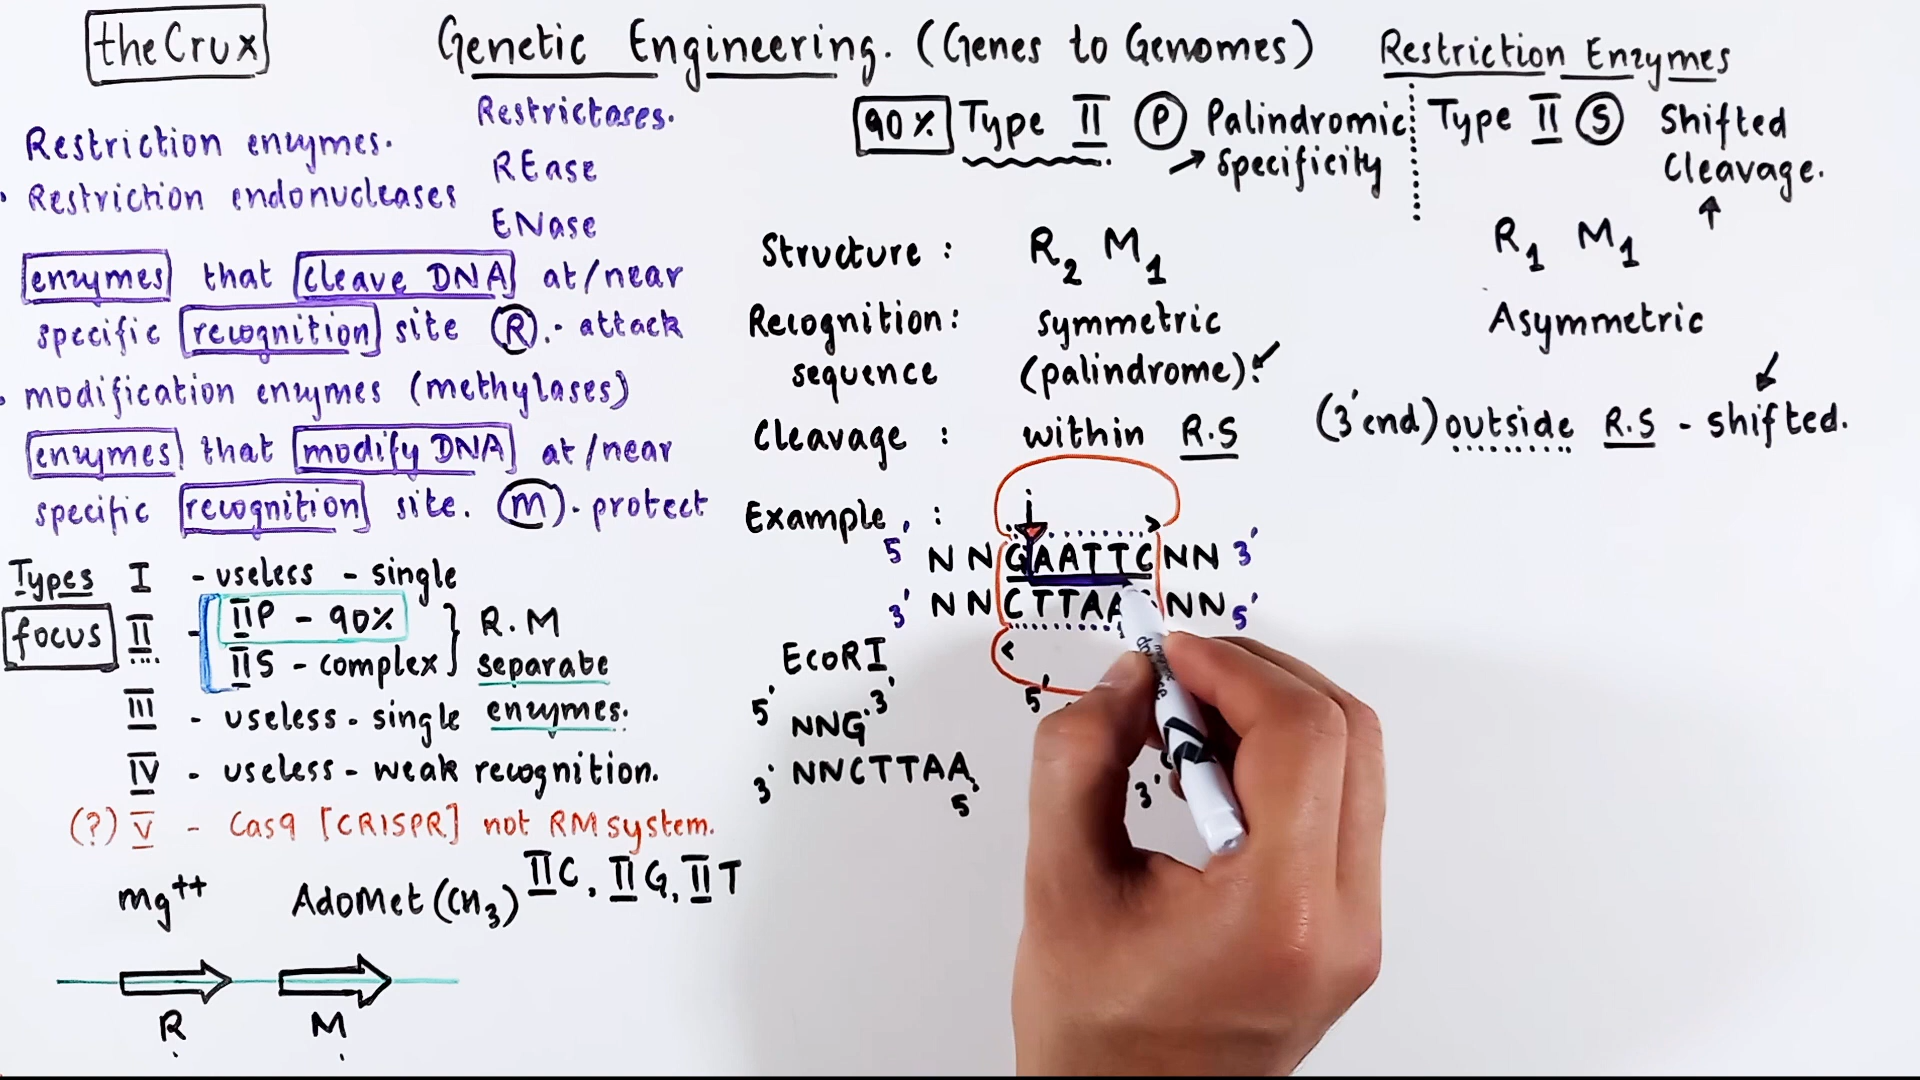 theCrux
Genetic Engineering. (Genes to Genomes)
Restriction Enzymes
Restriction enzymes.
• Restriction endonucleases
Restrictases.
REase
ENase
enzymes that cleave DNA at/near
specific recognition site R. - attack
• modification enzymes (methylases)
enzymes that modify DNA at/near
specific recognition site. m. protect
Types I - useless - single
focus II - IIP - 90% R.M
IIS - complex separate
III - useless - single enzymes.
IV - useless - weak recognition.
(?) V - Cas9 [CRISPR] not RM system.
mg++ AdoMet (CH3) IIC, IIG, IIT
R M
90% Type II P Palindromic
→ specificity
Type II S Shifted
Cleavage.
Structure : R2 M1 R1 M1
Recognition: symmetric Asymmetric
sequence (palindrome).
Cleavage : within R.S (3' end) outside R.S - shifted.
Example :
5' NNGAATTCNN 3'
3' NNCTTAA NN 5'
EcoRI
5' NNG 3' 5'
3' NNCTTAA 5' 3'